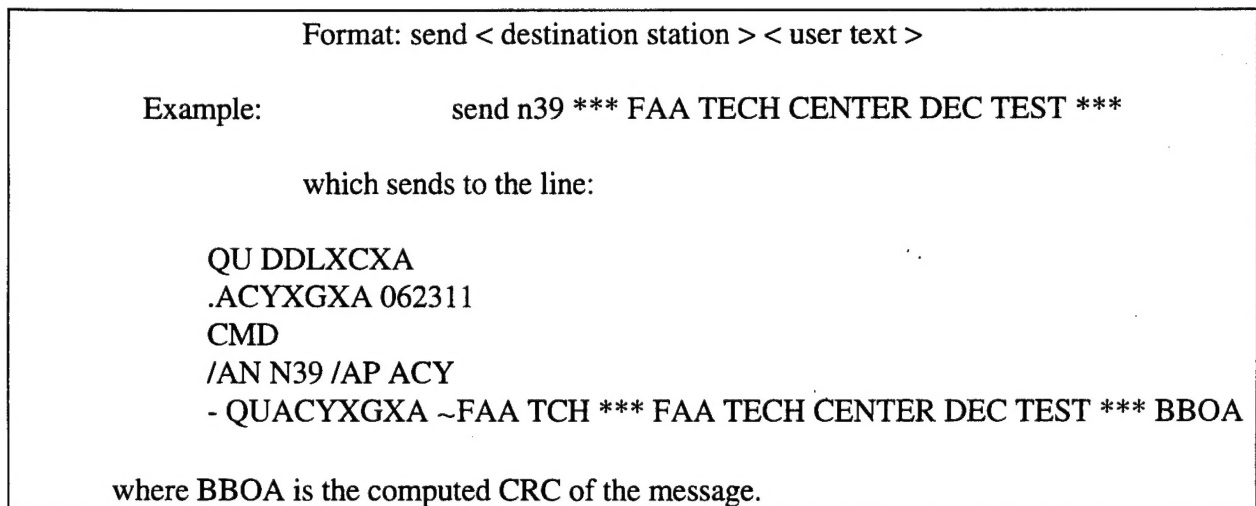 Format: send < destination station > < user text >
Example: send n39 *** FAA TECH CENTER DEC TEST ***
which sends to the line:
QU DDLXCXA
.ACYXGXA 062311
CMD
/AN N39 /AP ACY
- QUACYXGXA ~FAA TCH *** FAA TECH CENTER DEC TEST *** BBOA
where BBOA is the computed CRC of the message.